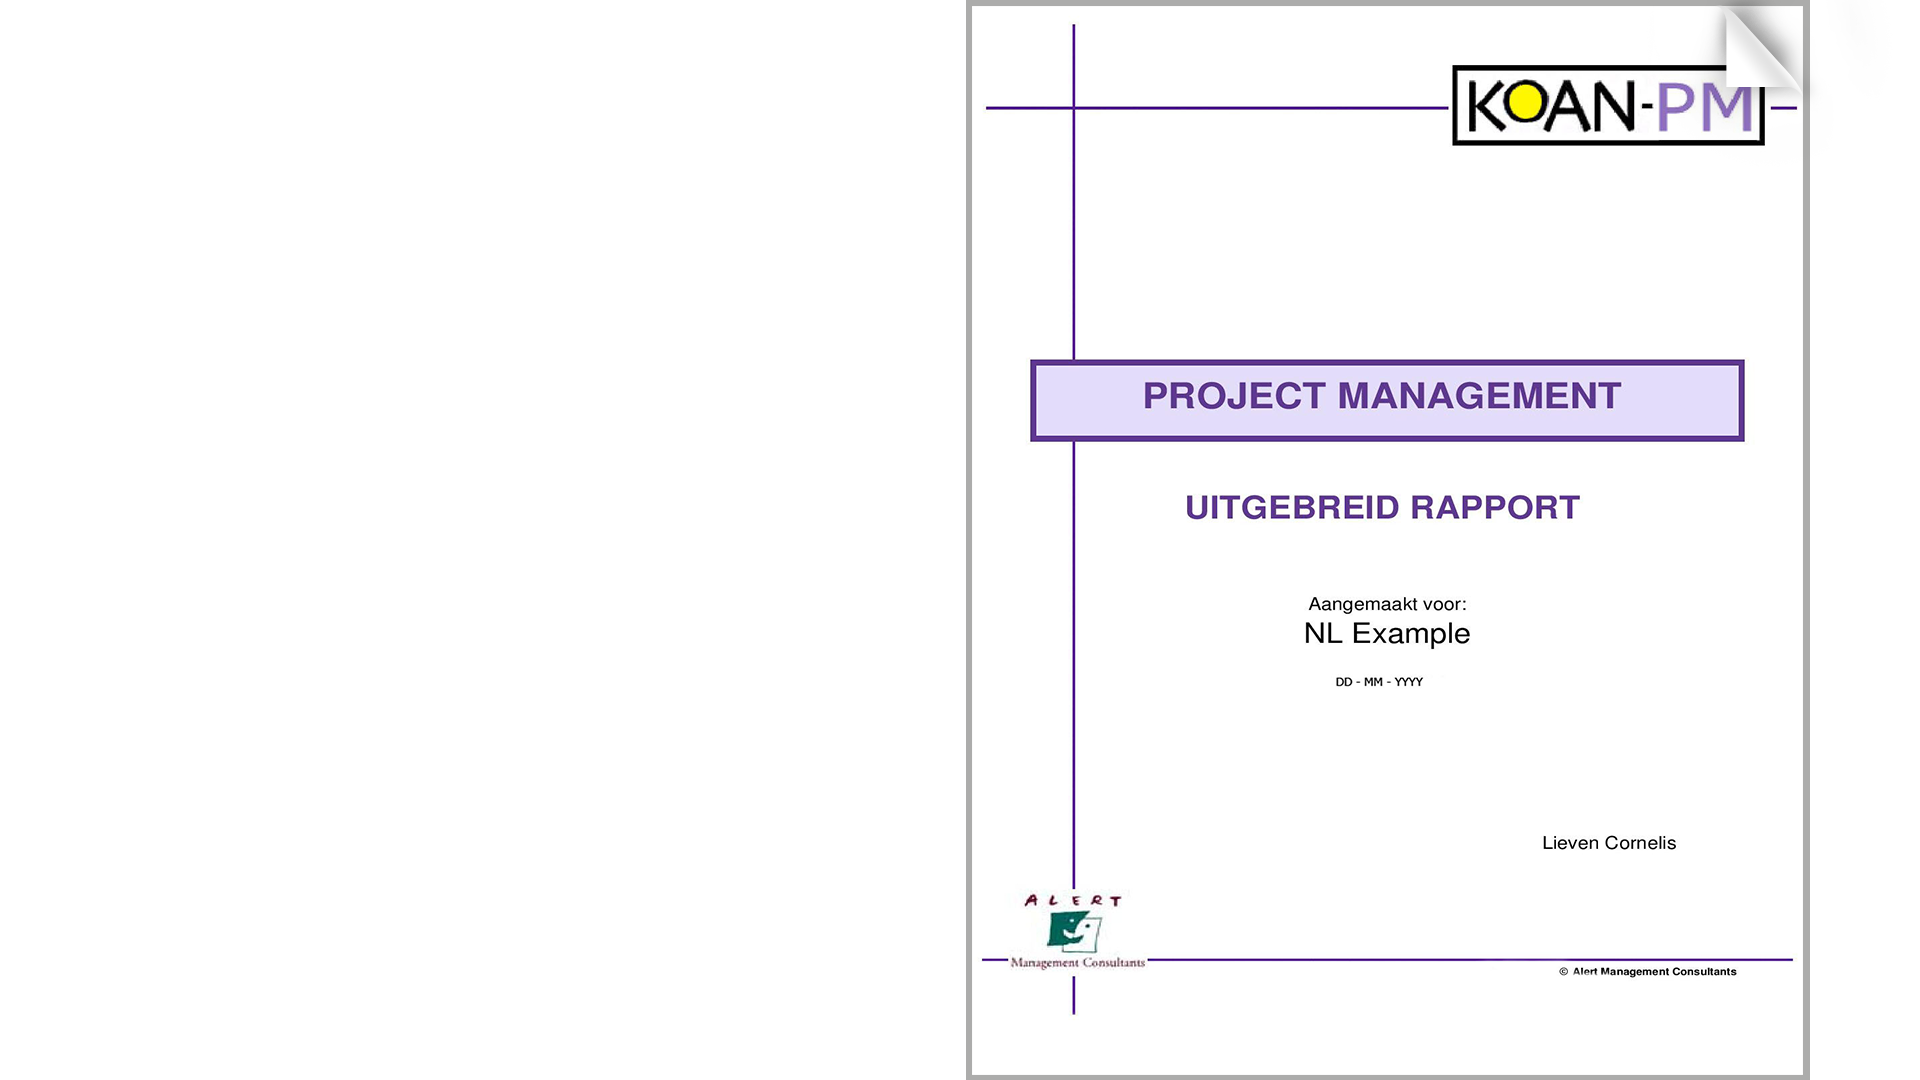 KOAN-PM
PROJECT MANAGEMENT
UITGEBREID RAPPORT
Aangemaakt voor:
NL Example
DD - MM - YYYY
Lieven Cornelis
ALERT
Management Consultants
© Alert Management Consultants